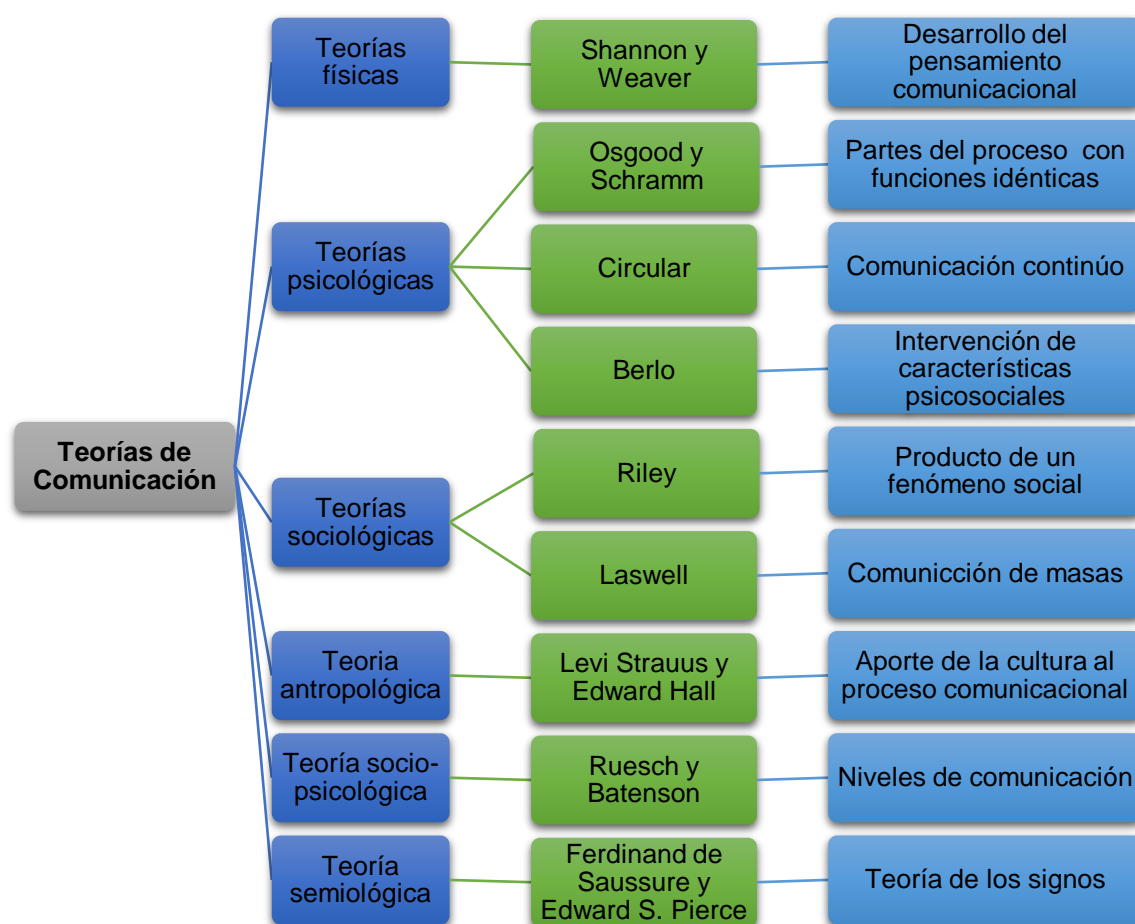 Teorías de
Comunicación
Teorías
físicas
Shannon y
Weaver
Desarrollo del
pensamiento
comunicacional
Teorías
psicológicas
Osgood y
Schramm
Partes del proceso con
funciones idénticas
Circular
Comunicación continúo
Berlo
Intervención de
características
psicosociales
Teorías
sociológicas
Riley
Producto de un
fenómeno social
Laswell
Comunicción de masas
Teoria
antropológica
Levi Strauus y
Edward Hall
Aporte de la cultura al
proceso comunicacional
Teoría socio-
psicológica
Ruesch y
Batenson
Niveles de comunicación
Teoría
semiológica
Ferdinand de
Saussure y
Edward S. Pierce
Teoría de los signos